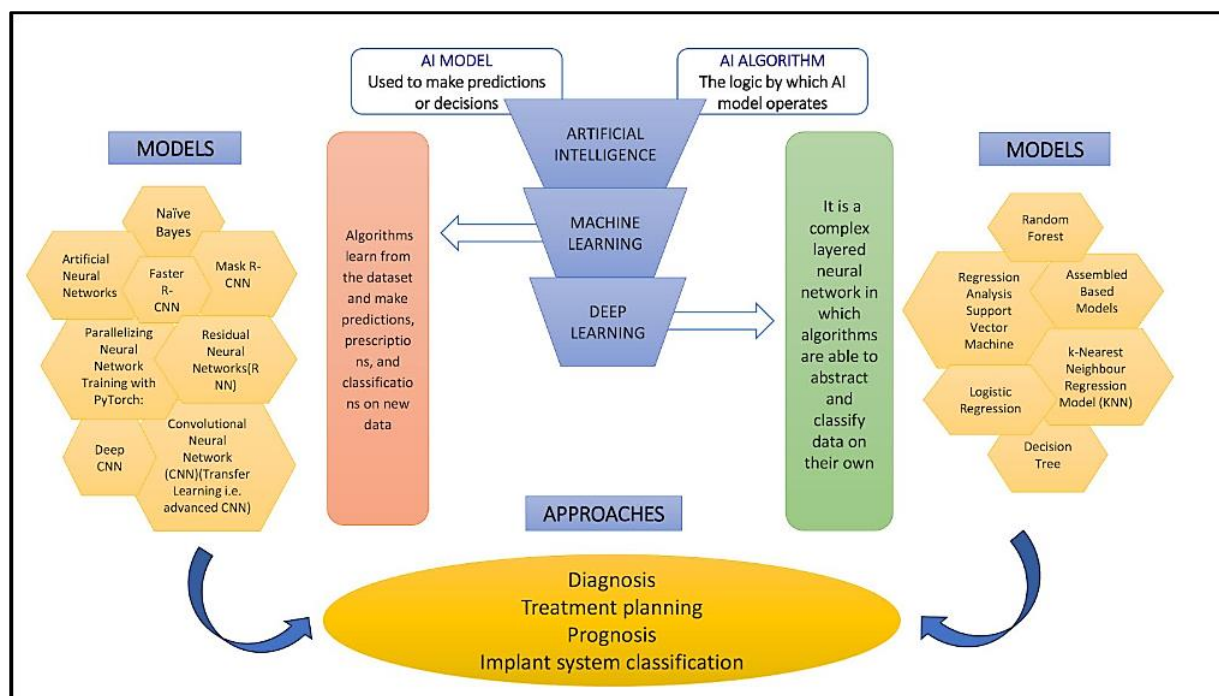 AI MODEL
Used to make predictions
or decisions
AI ALGORITHM
The logic by which AI
model operates
ARTIFICIAL
INTELLIGENCE
MACHINE
LEARNING
DEEP
LEARNING
MODELS
Naïve
Bayes
Artificial
Neural
Networks
Faster
R-
CNN
Mask R-
CNN
Parallelizing
Neural
Network
Training with
PyTorch:
Residual
Neural
Networks(R
NN)
Deep
CNN
Convolutional
Neural
Network
(CNN)(Transfer
Learning i.e.
advanced CNN)
Algorithms
learn from
the dataset
and make
predictions,
prescriptio
ns, and
classificatio
ns on new
data
It is a
complex
layered
neural
network in
which
algorithms
are able to
abstract
and
classify
data on
their own
MODELS
Random
Forest
Regression
Analysis
Support
Vector
Machine
Assembled
Based
Models
k-Nearest
Neighbour
Regression
Model (KNN)
Logistic
Regression
Decision
Tree
APPROACHES
Diagnosis
Treatment planning
Prognosis
Implant system classification